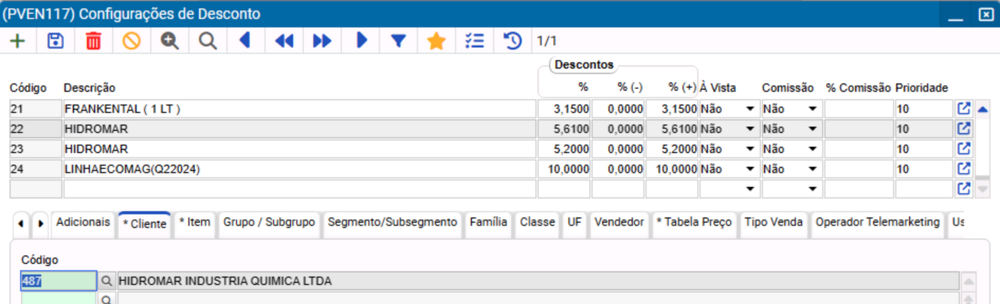 (PVEN117) Configurações de Desconto
1/1
Descontos
Código Descrição % % (-) % (+) À Vista Comissão % Comissão Prioridade
21 FRANKENTAL ( 1 LT ) 3,1500 0,0000 3,1500 Não Não 10
22 HIDROMAR 5,6100 0,0000 5,6100 Não Não 10
23 HIDROMAR 5,2000 0,0000 5,2000 Não Não 10
24 LINHAECOMAG(Q22024) 10,0000 0,0000 10,0000 Não Não 10
Adicionais * Cliente * Item Grupo / Subgrupo Segmento/Subsegmento Família Classe UF Vendedor * Tabela Preço Tipo Venda Operador Telemarketing Us
Código
487 HIDROMAR INDUSTRIA QUIMICA LTDA